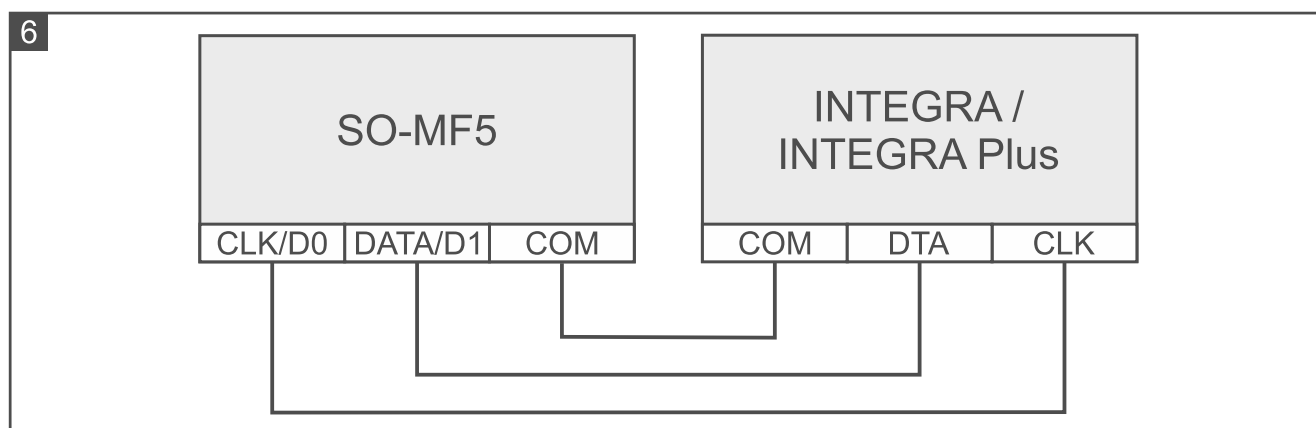 6
SO-MF5
CLK/D0 DATA/D1 COM
INTEGRA /
INTEGRA Plus
COM DTA CLK